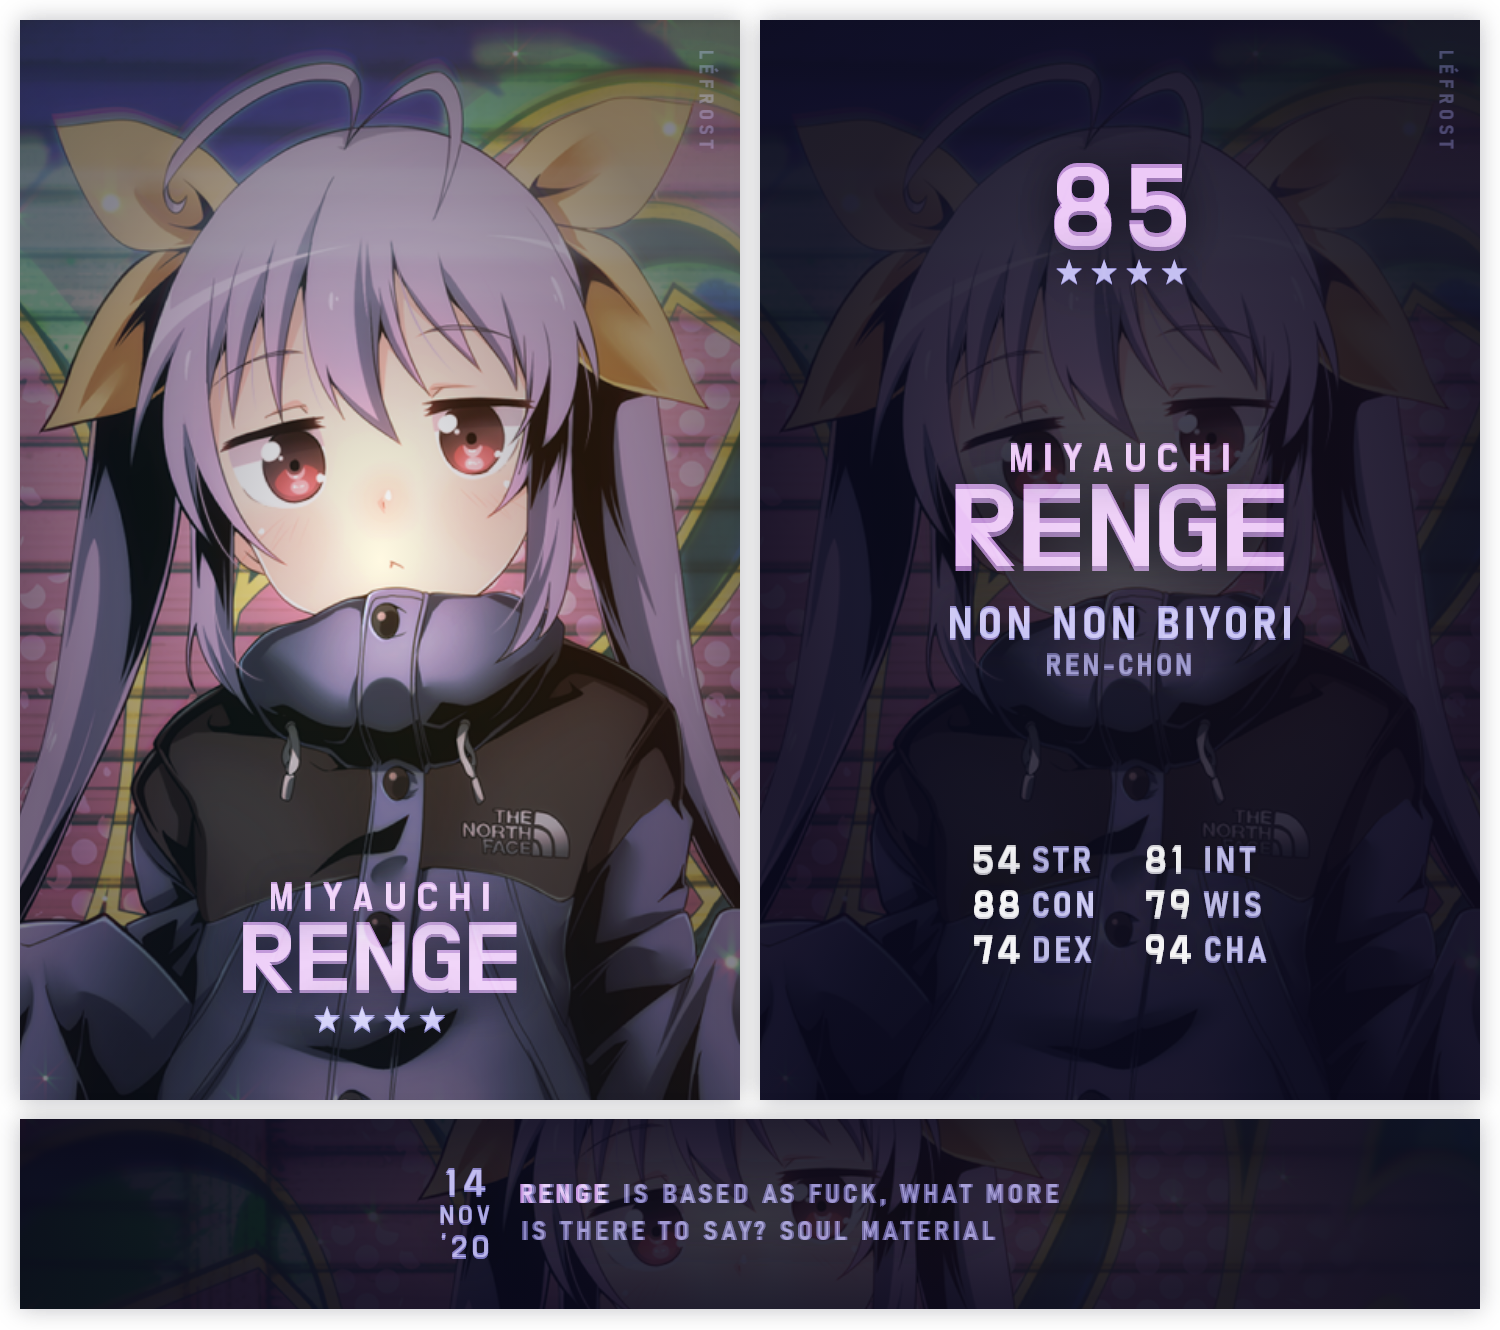 LÉFROST
THE
NORTH
FACE
MIYAUCHI
RENGE
★★★★
LÉFROST
85
★★★★
MIYAUCHI
RENGE
NON NON BIYORI
REN-CHON
THE
NORTH
FACE
54 STR 81 INT
88 CON 79 WIS
74 DEX 94 CHA
14
NOV
'20
RENGE IS BASED AS FUCK, WHAT MORE
IS THERE TO SAY? SOUL MATERIAL